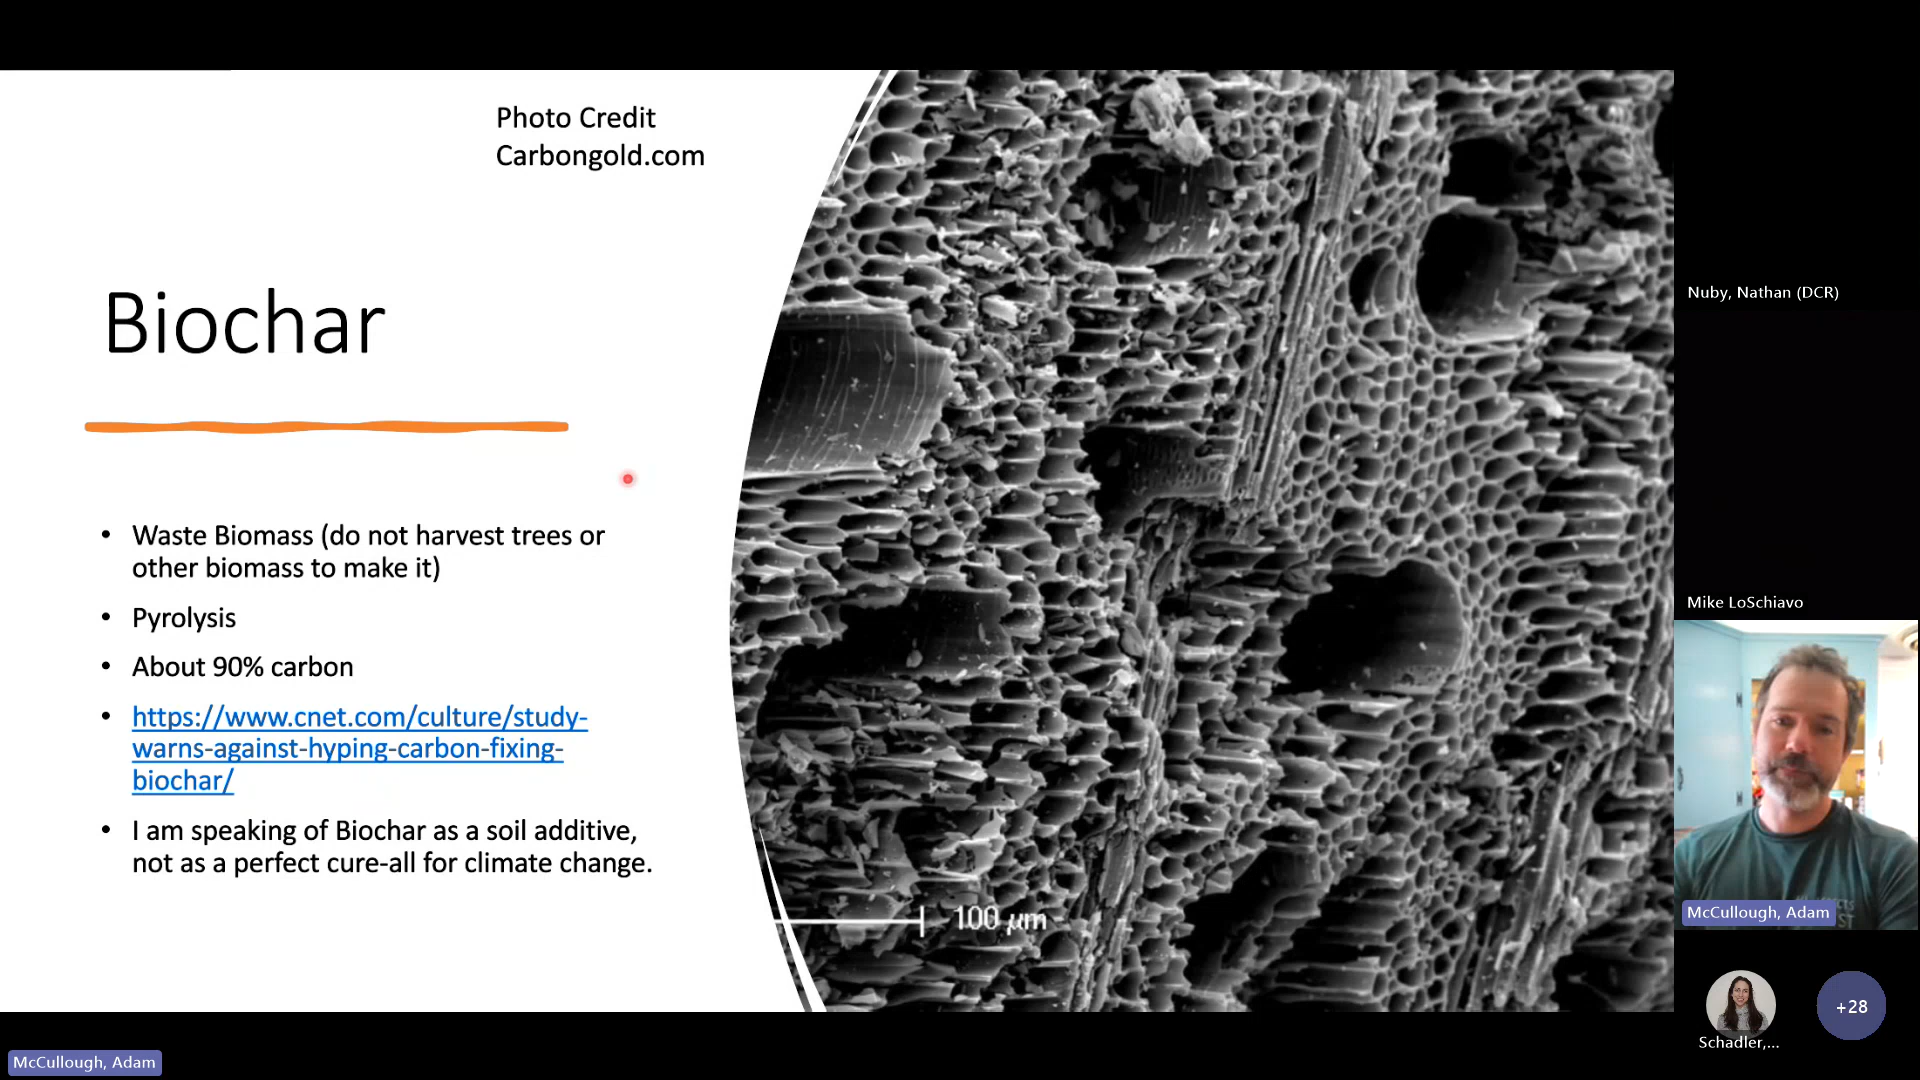 Photo Credit
Carbongold.com
Biochar
• Waste Biomass (do not harvest trees or
other biomass to make it)
• Pyrolysis
• About 90% carbon
• https://www.cnet.com/culture/study-
warns-against-hyping-carbon-fixing-
biochar/
• I am speaking of Biochar as a soil additive,
not as a perfect cure-all for climate change.
100 µm
Nuby, Nathan (DCR)
Mike LoSchiavo
McCullough, Adam
Schadler,...
+28
McCullough, Adam